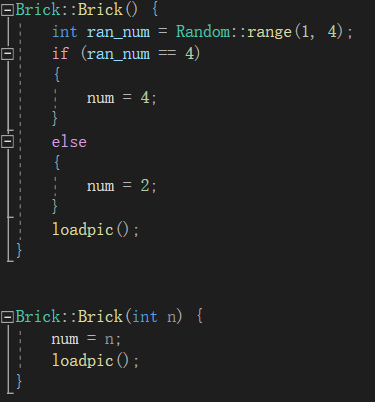 Brick::Brick() {
int ran_num = Random::range(1, 4);
if (ran_num == 4)
{
num = 4;
}
else
{
num = 2;
}
loadpic();
}
Brick::Brick(int n) {
num = n;
loadpic();
}